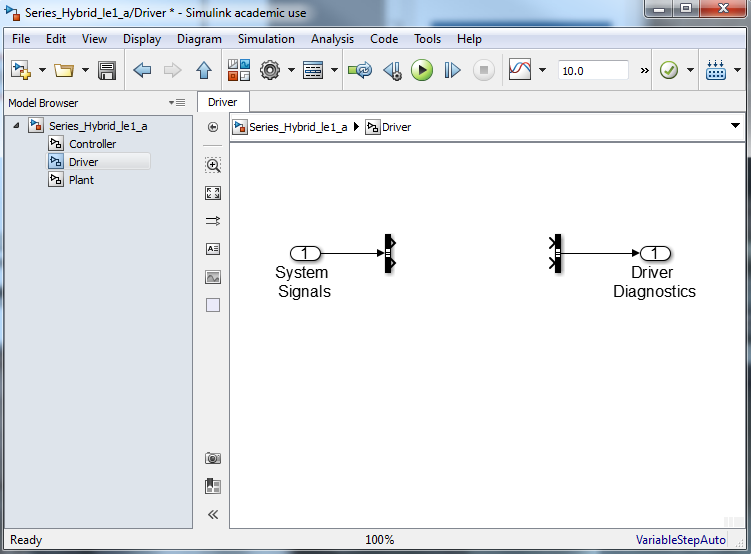 Series_Hybrid_le1_a/Driver * - Simulink academic use
File Edit View Display Diagram Simulation Analysis Code Tools Help
10.0 »
Model Browser
Driver
Series_Hybrid_le1_a
Controller
Driver
Plant
Series_Hybrid_le1_a Driver
A
1
System
Signals
1
Driver
Diagnostics
Ready 100% VariableStepAuto